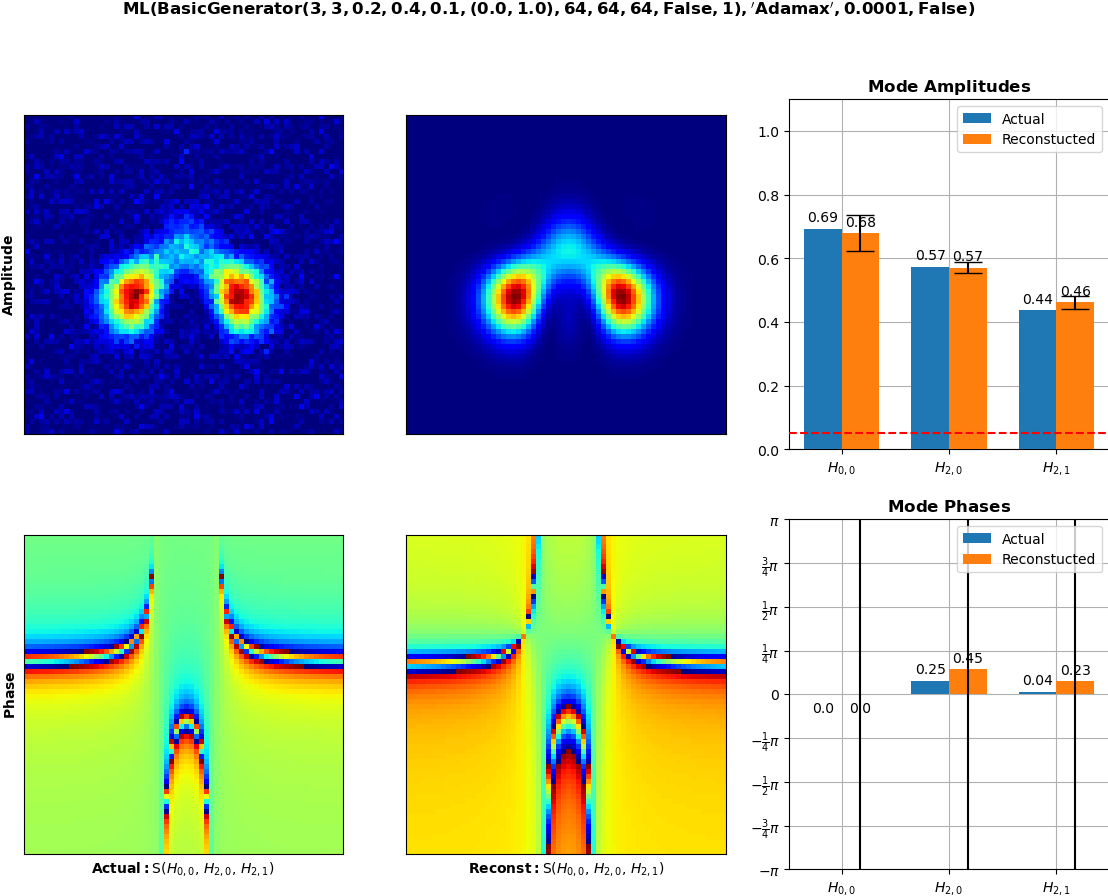 ML(BasicGenerator(3, 3, 0.2, 0.4, 0.1, (0.0, 1.0), 64, 64, 64, False, 1), ′Adamax′, 0.0001, False)
Amplitude
Mode Amplitudes
Actual
Reconstucted
1.0
0.8
0.6
0.4
0.2
0.0
0.69
0.68
0.57
0.57
0.44
0.46
H0,0
H2,0
H2,1
Phase
Actual: S(H0,0, H2,0, H2,1)
Reconst: S(H0,0, H2,0, H2,1)
Mode Phases
Actual
Reconstucted
π
3/4π
1/2π
1/4π
0
−1/4π
−1/2π
−3/4π
−π
0.0
0.0
0.25
0.45
0.04
0.23
H0,0
H2,0
H2,1